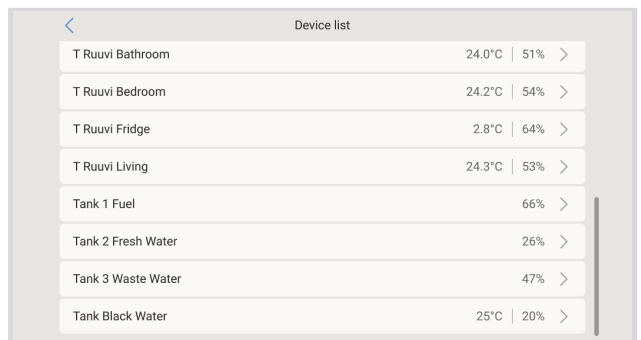 Device list
T Ruuvi Bathroom 24.0°C 51%
T Ruuvi Bedroom 24.2°C 54%
T Ruuvi Fridge 2.8°C 64%
T Ruuvi Living 24.3°C 53%
Tank 1 Fuel 66%
Tank 2 Fresh Water 26%
Tank 3 Waste Water 47%
Tank Black Water 25°C 20%